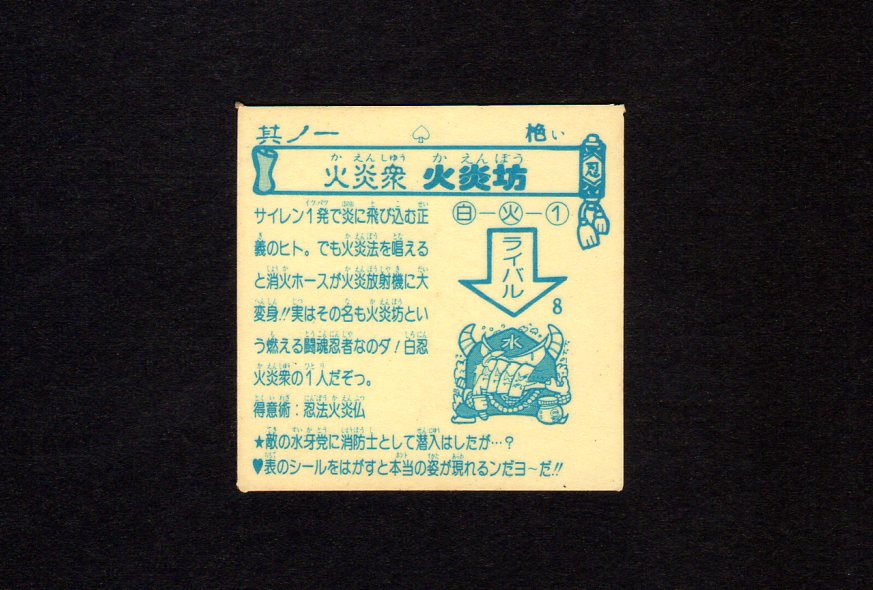 其ノ一 ♤ 桅い
火炎衆 火炎坊
かえんしゅう かえんぼう
忍
サイレン1発で炎に飛び込む正
義のヒト。でも火炎法を唱える
と消火ホースが火炎放射機に大
変身!!実はその名も火炎坊とい
う燃える闘魂忍者なのダ!白忍
火炎衆の1人だぞっ。
得意術:忍法火炎仏
★敵の水牙党に消防士として潜入はしたが…?
♥表のシールをはがすと本当の姿が現れるンだヨ~だ!!
白-火-1
ライバル
8
水